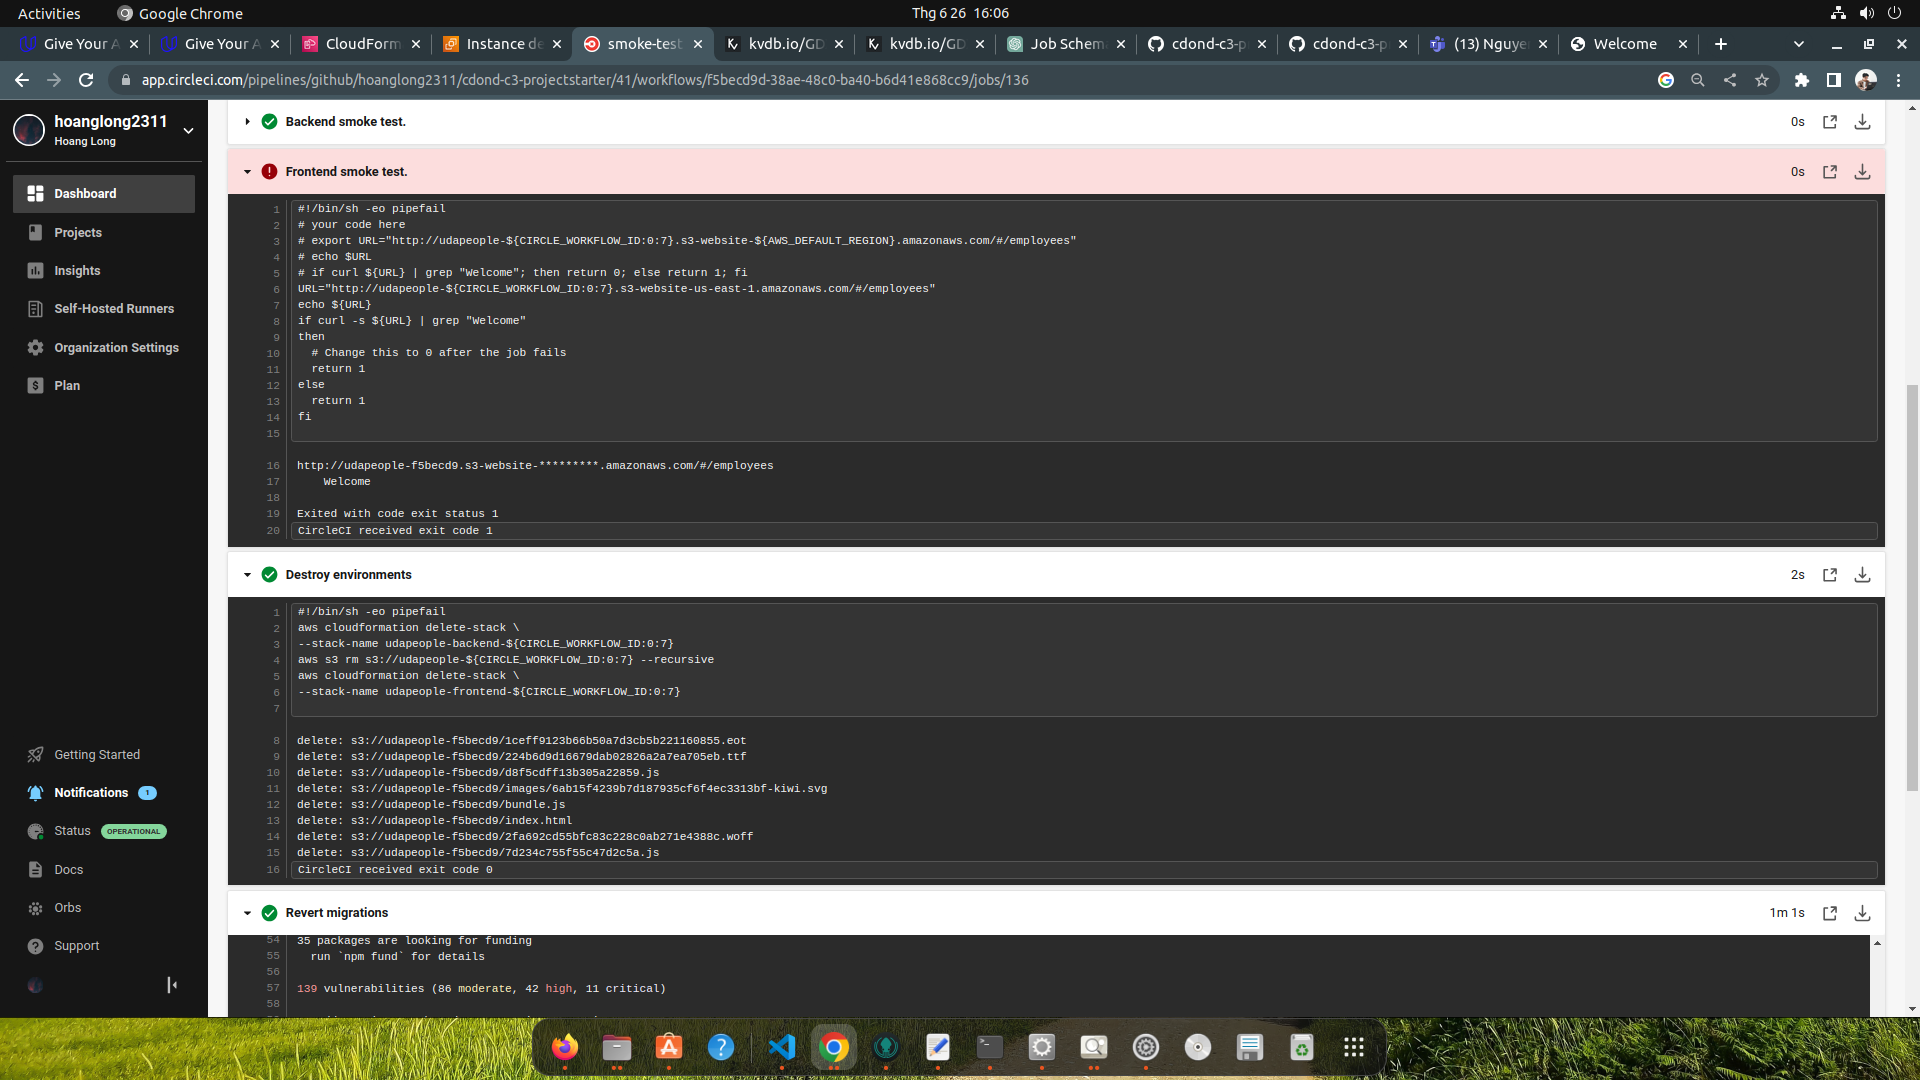 Activities
Google Chrome
Thg 6 26 16:06
Give Your A
Give Your A
CloudForm
Instance de
smoke-test
kvdb.io/GD
kvdb.io/GD
Job Schem
cdond-c3-p
cdond-c3-p
(13) Nguye
Welcome
app.circleci.com/pipelines/github/hoanglong2311/cdond-c3-projectstarter/41/workflows/f5becd9d-38ae-48c0-ba40-b6d41e868cc9/jobs/136
hoanglong2311
Hoang Long
Dashboard
Projects
Insights
Self-Hosted Runners
Organization Settings
Plan
Getting Started
Notifications 1
Status OPERATIONAL
Docs
Orbs
Support
Backend smoke test. 0s
Frontend smoke test. 0s
1 #!/bin/sh -eo pipefail
2 # your code here
3 # export URL="http://udapeople-${CIRCLE_WORKFLOW_ID:0:7}.s3-website-${AWS_DEFAULT_REGION}.amazonaws.com/#/employees"
4 # echo $URL
5 # if curl ${URL} | grep "Welcome"; then return 0; else return 1; fi
6 URL="http://udapeople-${CIRCLE_WORKFLOW_ID:0:7}.s3-website-us-east-1.amazonaws.com/#/employees"
7 echo ${URL}
8 if curl -s ${URL} | grep "Welcome"
9 then
10 # Change this to 0 after the job fails
11 return 1
12 else
13 return 1
14 fi
15
16 http://udapeople-f5becd9.s3-website-*********.amazonaws.com/#/employees
17 Welcome
18
19 Exited with code exit status 1
20 CircleCI received exit code 1
Destroy environments 2s
1 #!/bin/sh -eo pipefail
2 aws cloudformation delete-stack \
3 --stack-name udapeople-backend-${CIRCLE_WORKFLOW_ID:0:7}
4 aws s3 rm s3://udapeople-${CIRCLE_WORKFLOW_ID:0:7} --recursive
5 aws cloudformation delete-stack \
6 --stack-name udapeople-frontend-${CIRCLE_WORKFLOW_ID:0:7}
7
8 delete: s3://udapeople-f5becd9/1ceff9123b66b50a7d3cb5b221160855.eot
9 delete: s3://udapeople-f5becd9/224b6d9d16679dab02826a2a7ea705eb.ttf
10 delete: s3://udapeople-f5becd9/d8f5cdff13b305a22859.js
11 delete: s3://udapeople-f5becd9/images/6ab15f4239b7d187935cf6f4ec3313bf-kiwi.svg
12 delete: s3://udapeople-f5becd9/bundle.js
13 delete: s3://udapeople-f5becd9/index.html
14 delete: s3://udapeople-f5becd9/2fa692cd55bfc83c228c0ab271e4388c.woff
15 delete: s3://udapeople-f5becd9/7d234c755f55c47d2c5a.js
16 CircleCI received exit code 0
Revert migrations 1m 1s
54 35 packages are looking for funding
55 run `npm fund` for details
56
57 139 vulnerabilities (86 moderate, 42 high, 11 critical)
58